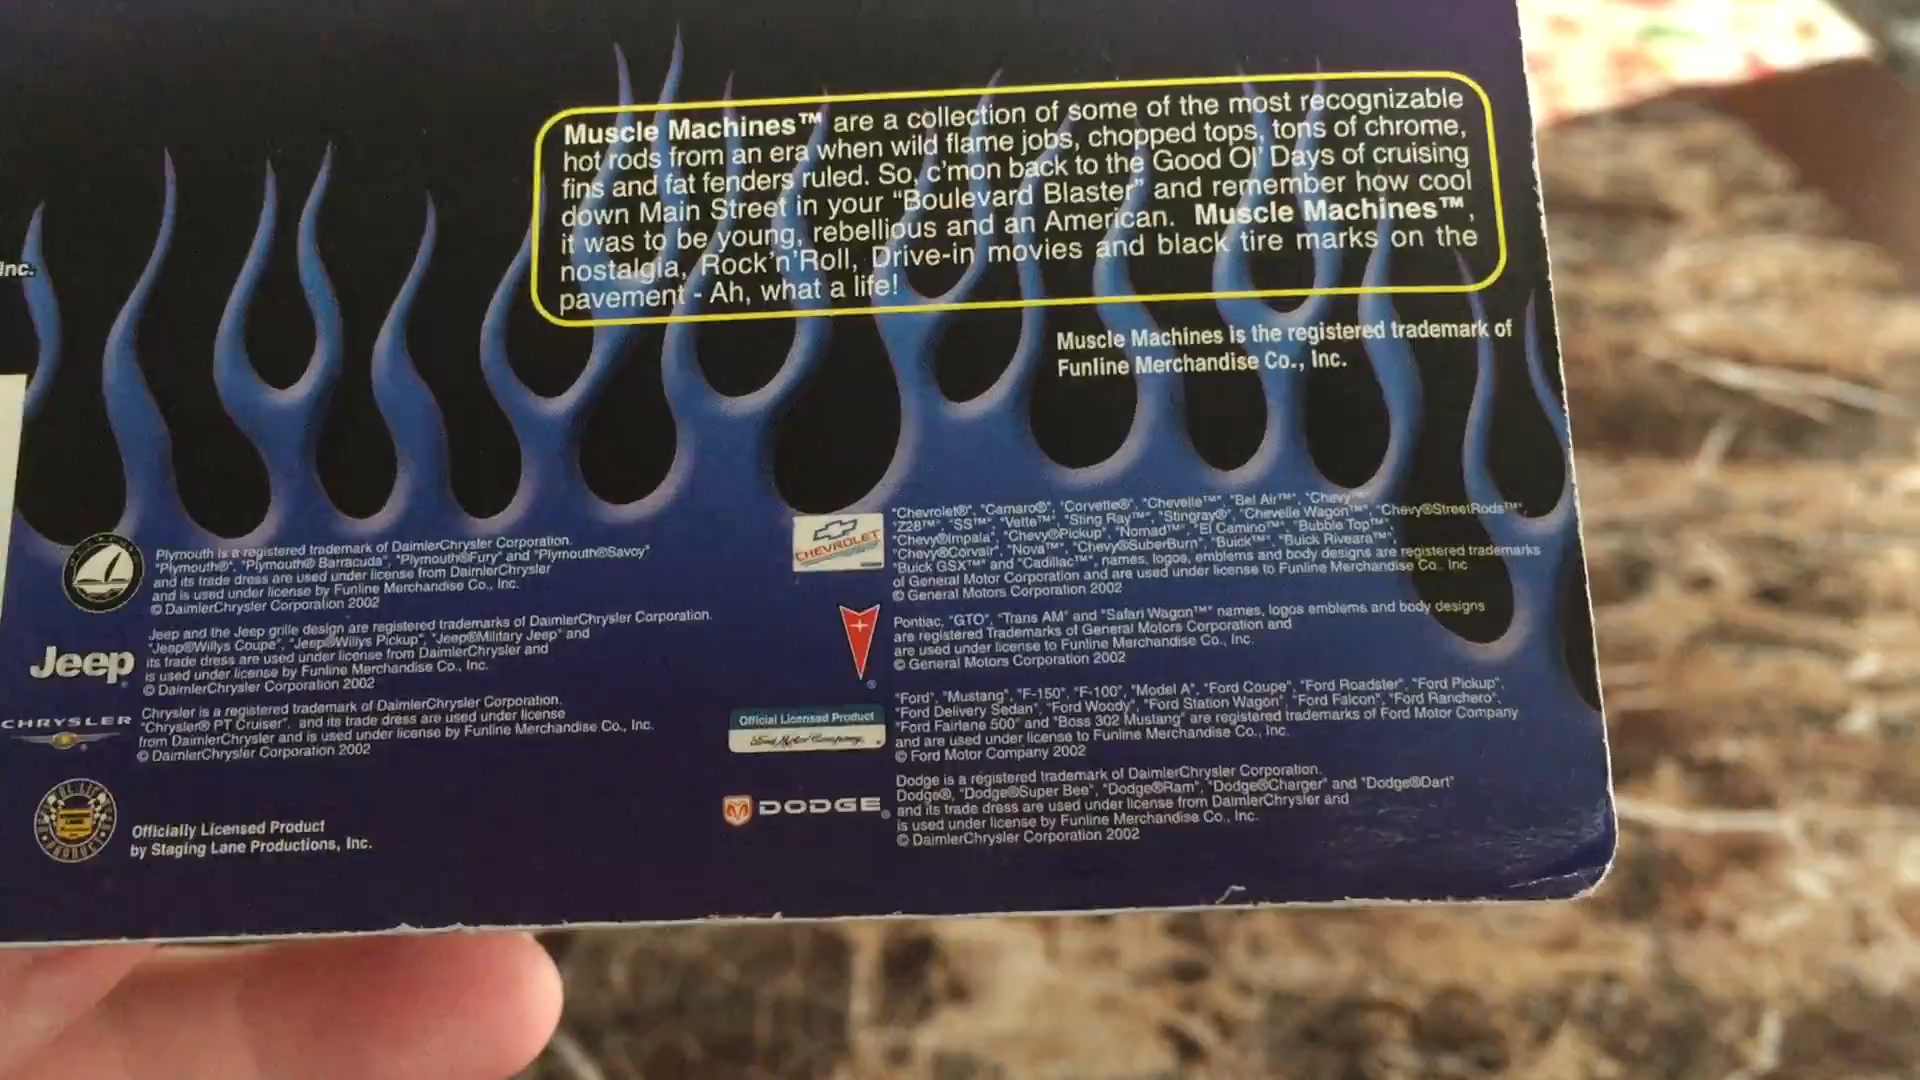 Muscle Machines™ are a collection of some of the most recognizable
hot rods from an era when wild flame jobs, chopped tops, tons of chrome,
fins and fat fenders ruled. So, c'mon back to the Good Ol' Days of cruising
down Main Street in your "Boulevard Blaster" and remember how cool
it was to be young, rebellious and an American. Muscle Machines™,
nostalgia, Rock'n'Roll, Drive-in movies and black tire marks on the
pavement - Ah, what a life!
Inc.
Muscle Machines is the registered trademark of
Funline Merchandise Co., Inc.
Plymouth is a registered trademark of DaimlerChrysler Corporation.
"Plymouth®", "Plymouth® Barracuda", "Plymouth®Fury" and "Plymouth®Savoy"
and its trade dress are used under license from DaimlerChrysler
and is used under license by Funline Merchandise Co., Inc.
© DaimlerChrysler Corporation 2002
Jeep
Jeep and the Jeep grille design are registered trademarks of DaimlerChrysler Corporation.
"Jeep®Willys Coupe", "Jeep®Willys Pickup", "Jeep®Military Jeep" and
its trade dress are used under license from DaimlerChrysler and
is used under license by Funline Merchandise Co., Inc.
© DaimlerChrysler Corporation 2002
CHRYSLER
Chrysler is a registered trademark of DaimlerChrysler Corporation.
"Chrysler® PT Cruiser", and its trade dress are used under license
from DaimlerChrysler and is used under license by Funline Merchandise Co., Inc.
© DaimlerChrysler Corporation 2002
Officially Licensed Product
by Staging Lane Productions, Inc.
CHEVROLET
"Chevrolet®", "Camaro®", "Corvette®", "Chevelle™", "Bel Air™", "Chevy™"
"Z28™", "SS™", "Vette™", "Sting Ray™", "Stingray®", "Chevelle Wagon™", "Chevy®StreetRods™",
"Chevy®Impala", "Chevy®Pickup", "Nomad™", "El Camino™", "Bubble Top™",
"Chevy®Corvair", "Nova™", "Chevy®SuberBurn", "Buick™", "Buick Riveara™",
"Buick GSX™" and "Cadillac™", names, logos, emblems and body designs are registered trademarks
of General Motor Corporation and are used under license to Funline Merchandise Co., Inc
© General Motors Corporation 2002
Pontiac, "GTO", "Trans AM" and "Safari Wagon™" names, logos emblems and body designs
are registered Trademarks of General Motors Corporation and
are used under license to Funline Merchandise Co., Inc.
© General Motors Corporation 2002
Official Licensed Product
Ford Motor Company
"Ford", "Mustang", "F-150", "F-100", "Model A", "Ford Coupe", "Ford Roadster", "Ford Pickup",
"Ford Delivery Sedan", "Ford Woody", "Ford Station Wagon", "Ford Falcon", "Ford Ranchero",
"Ford Fairlane 500" and "Boss 302 Mustang" are registered trademarks of Ford Motor Company
and are used under license to Funline Merchandise Co., Inc.
© Ford Motor Company 2002
DODGE
Dodge is a registered trademark of DaimlerChrysler Corporation.
Dodge®, "Dodge®Super Bee", "Dodge®Ram", "Dodge®Charger" and "Dodge®Dart"
and its trade dress are used under license from DaimlerChrysler and
is used under license by Funline Merchandise Co., Inc.
© DaimlerChrysler Corporation 2002